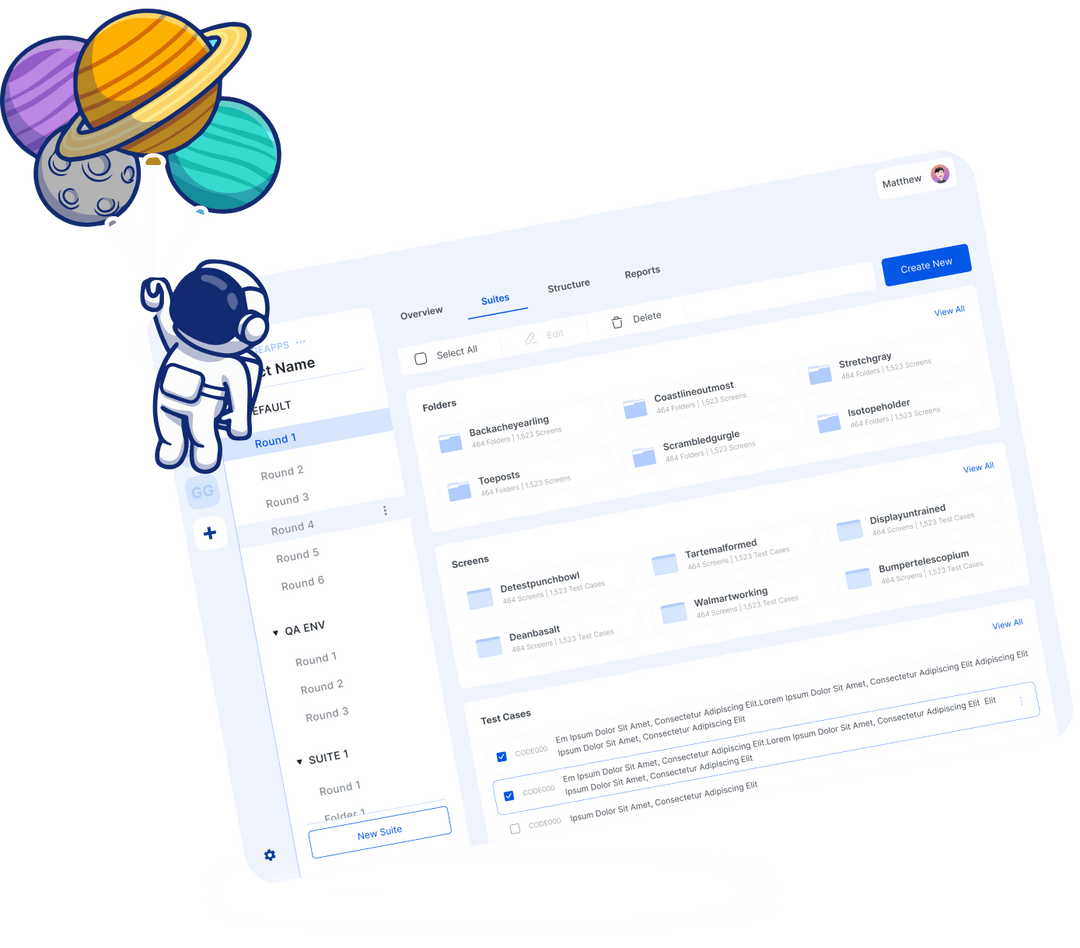 Matthew
Overview
Suites
Structure
Reports
Create New
Select All
Edit
Delete
ct Name
EFAULT
Round 1
Round 2
Round 3
Round 4
Round 5
Round 6
QA ENV
Round 1
Round 2
Round 3
SUITE 1
Round 1
Folder 1
New Suite
GG
Folders
View All
Backacheyearling
464 Folders | 1,523 Screens
Coastlineoutmost
464 Folders | 1,523 Screens
Stretchgray
464 Folders | 1,523 Screens
Toeposts
464 Folders | 1,523 Screens
Scrambledgurgle
464 Folders | 1,523 Screens
Isotopeholder
464 Folders | 1,523 Screens
Screens
View All
Detestpunchbowl
464 Screens | 1,523 Test Cases
Tartemalformed
464 Screens | 1,523 Test Cases
Displayuntrained
464 Screens | 1,523 Test Cases
Deanbasalt
464 Screens | 1,523 Test Cases
Walmartworking
464 Screens | 1,523 Test Cases
Bumpertelescopium
464 Screens | 1,523 Test Cases
Test Cases
View All
CODE000
Em Ipsum Dolor Sit Amet, Consectetur Adipiscing Elit.Lorem Ipsum Dolor Sit Amet, Consectetur Adipiscing Elit Adipiscing Elit
Ipsum Dolor Sit Amet, Consectetur Adipiscing Elit
CODE000
Em Ipsum Dolor Sit Amet, Consectetur Adipiscing Elit.Lorem Ipsum Dolor Sit Amet, Consectetur Adipiscing Elit Elit
Ipsum Dolor Sit Amet, Consectetur Adipiscing Elit
CODE000
Ipsum Dolor Sit Amet, Consectetur Adipiscing Elit